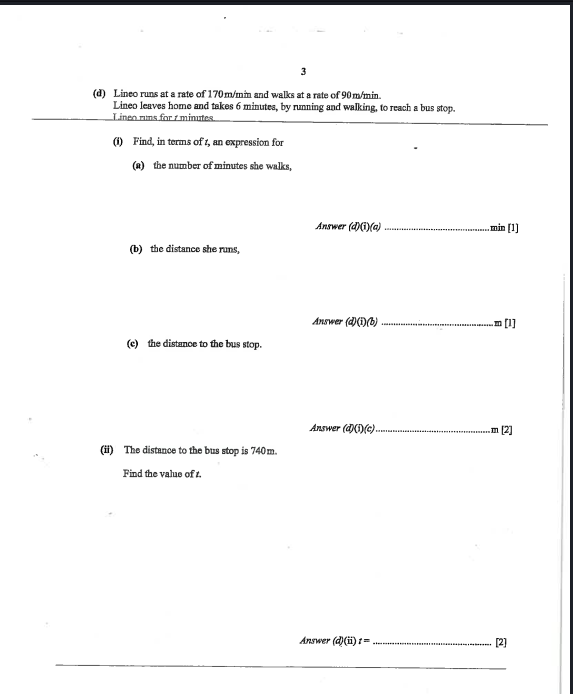 3
(d) Lineo runs at a rate of 170 m/min and walks at a rate of 90 m/min.
Lineo leaves home and takes 6 minutes, by running and walking, to reach a bus stop.
Lineo runs for t minutes.
(i) Find, in terms of t, an expression for
(a) the number of minutes she walks,
Answer (d)(i)(a) ........................................ min [1]
(b) the distance she runs,
Answer (d)(i)(b) ........................................ m [1]
(c) the distance to the bus stop.
Answer (d)(i)(c) ........................................ m [2]
(ii) The distance to the bus stop is 740 m.
Find the value of t.
Answer (d)(ii) t = ........................................ [2]